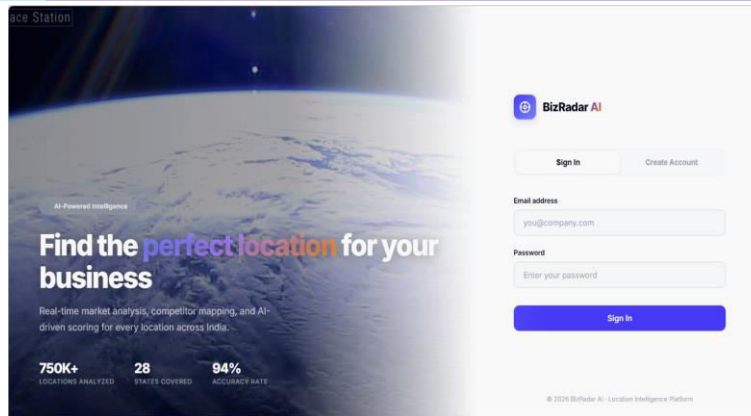 ace Station
AI-Powered Intelligence
Find the perfect location for your
business
Real-time market analysis, competitor mapping, and AI-
driven scoring for every location across India.
750K+
LOCATIONS ANALYZED
28
STATES COVERED
94%
ACCURACY RATE
BizRadar AI
Sign In
Create Account
Email address
you@company.com
Password
Enter your password
Sign In
© 2026 BizRadar AI · Location Intelligence Platform